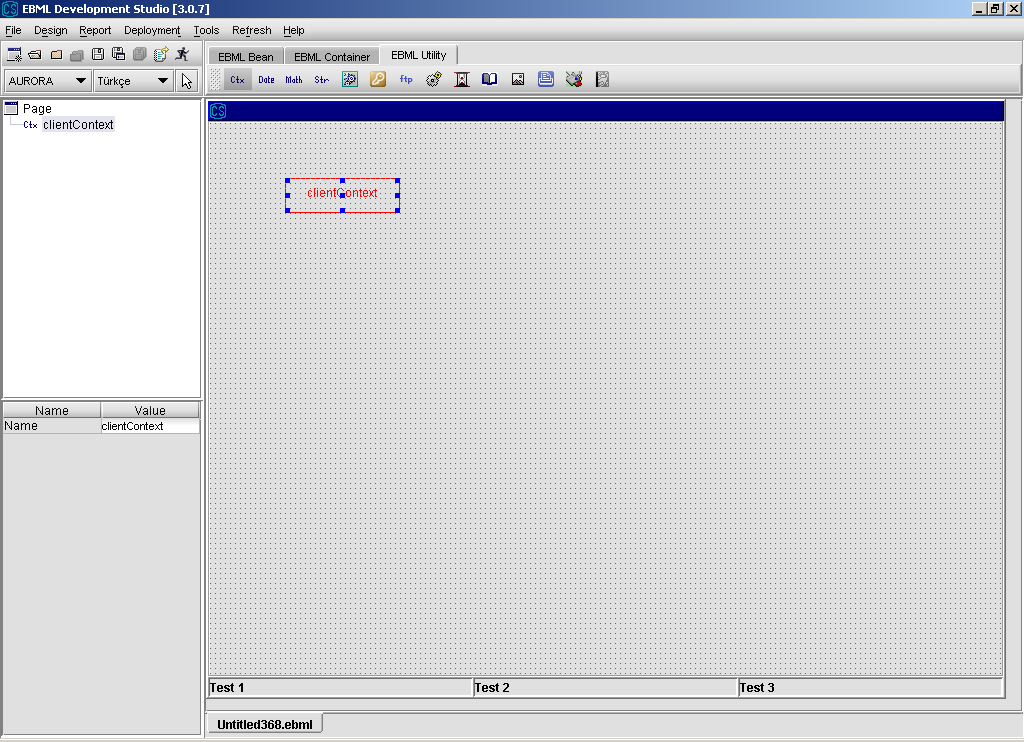 CS EBML Development Studio [3.0.7]
File Design Report Deployment Tools Refresh Help
EBML Bean EBML Container EBML Utility
AURORA Türkçe
Ctx Date Math Str ftp
Page
Ctx clientContext
CS
clientContext
Name Value
Name clientContext
Test 1 Test 2 Test 3
Untitled368.ebml